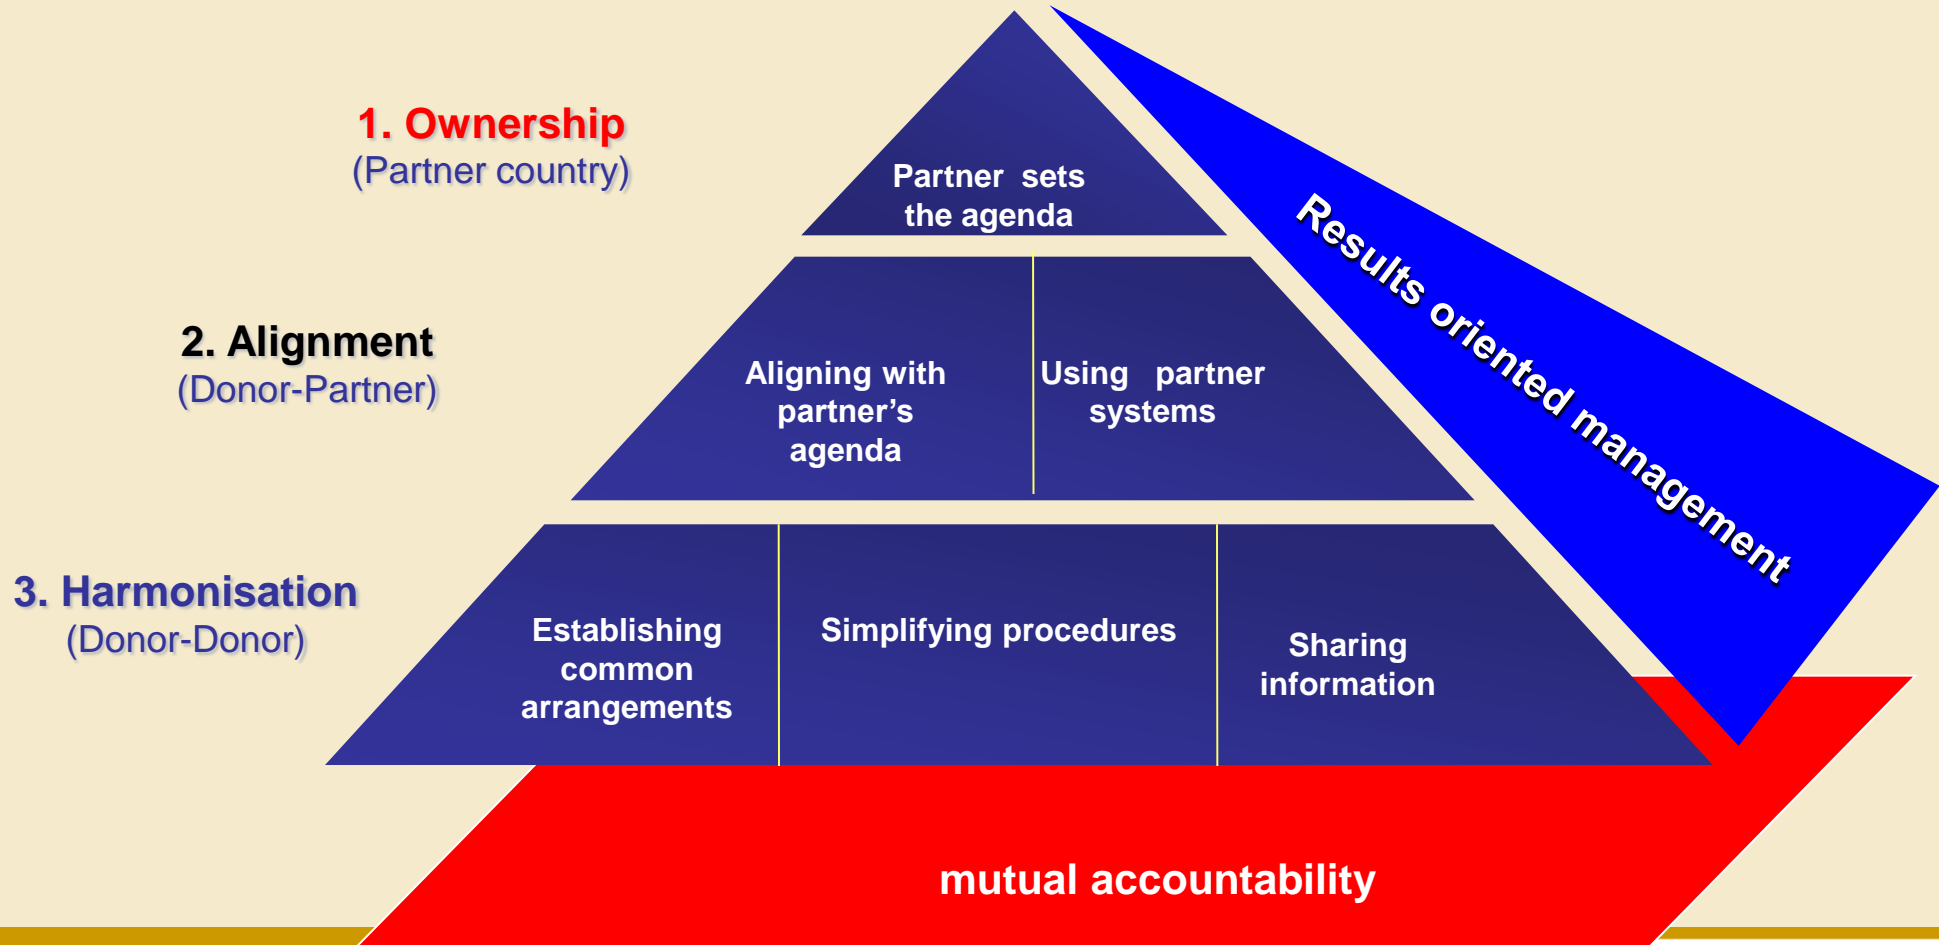 1. Ownership
(Partner country)
Partner sets
the agenda
2. Alignment
(Donor-Partner)
Aligning with
partner’s
agenda
Using partner
systems
3. Harmonisation
(Donor-Donor)
Establishing
common
arrangements
Simplifying procedures
Sharing
information
Results oriented management
mutual accountability